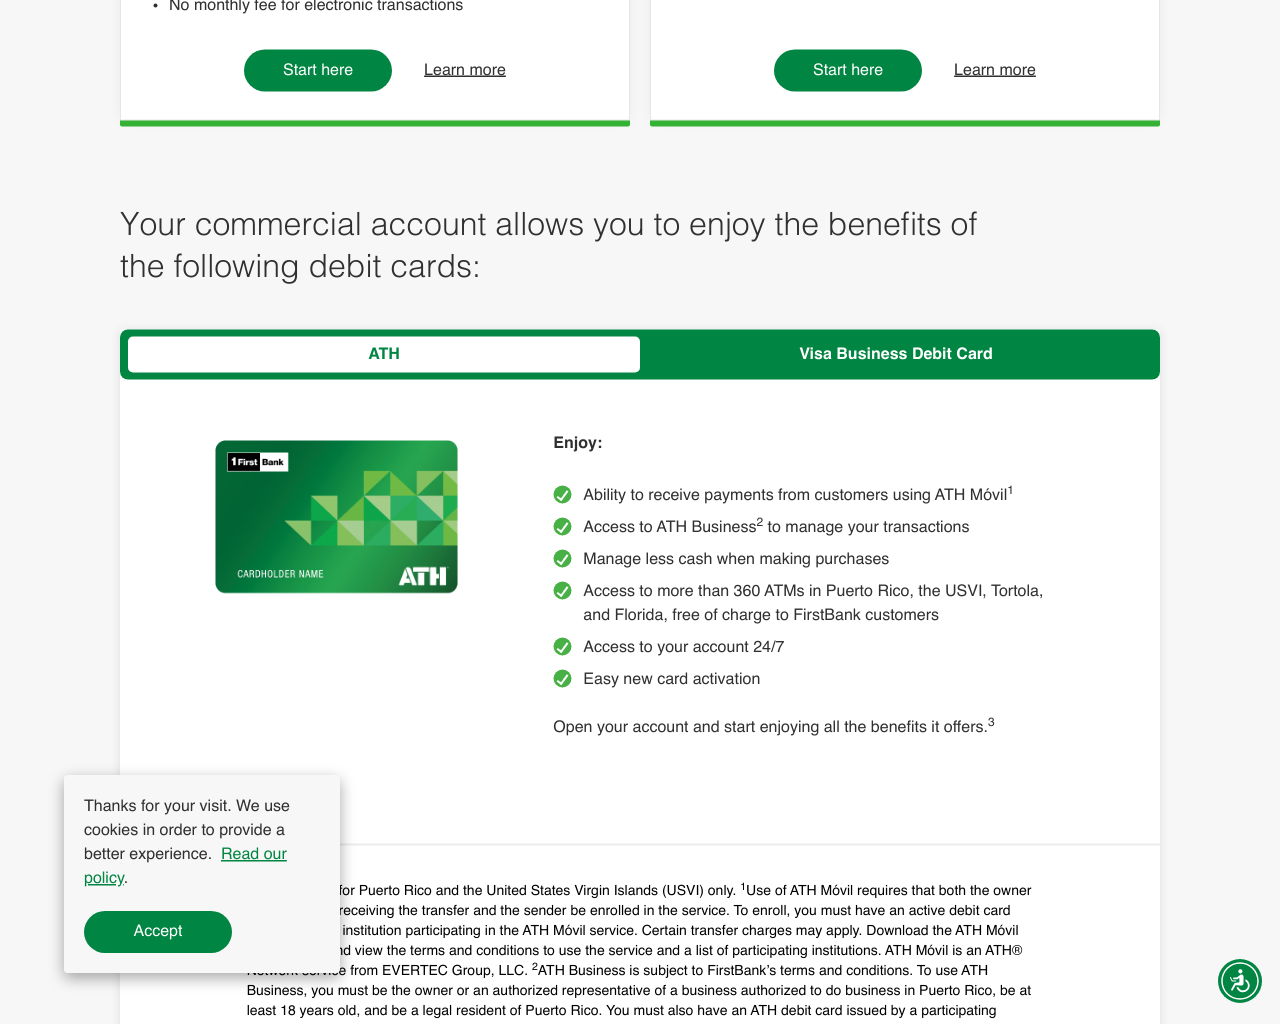 No monthly fee for electronic transactions
Start here Learn more
Start here Learn more
Your commercial account allows you to enjoy the benefits of
the following debit cards:
ATH
Visa Business Debit Card
1 First Bank
CARDHOLDER NAME
ATH
Enjoy:
Ability to receive payments from customers using ATH Móvil1
Access to ATH Business2 to manage your transactions
Manage less cash when making purchases
Access to more than 360 ATMs in Puerto Rico, the USVI, Tortola,
and Florida, free of charge to FirstBank customers
Access to your account 24/7
Easy new card activation
Open your account and start enjoying all the benefits it offers.3
Thanks for your visit. We use
cookies in order to provide a
better experience. Read our
policy.
Accept
for Puerto Rico and the United States Virgin Islands (USVI) only. 1Use of ATH Móvil requires that both the owner
receiving the transfer and the sender be enrolled in the service. To enroll, you must have an active debit card
institution participating in the ATH Móvil service. Certain transfer charges may apply. Download the ATH Móvil
view the terms and conditions to use the service and a list of participating institutions. ATH Móvil is an ATH®
Network service from EVERTEC Group, LLC. 2ATH Business is subject to FirstBank's terms and conditions. To use ATH
Business, you must be the owner or an authorized representative of a business authorized to do business in Puerto Rico, be at
least 18 years old, and be a legal resident of Puerto Rico. You must also have an ATH debit card issued by a participating